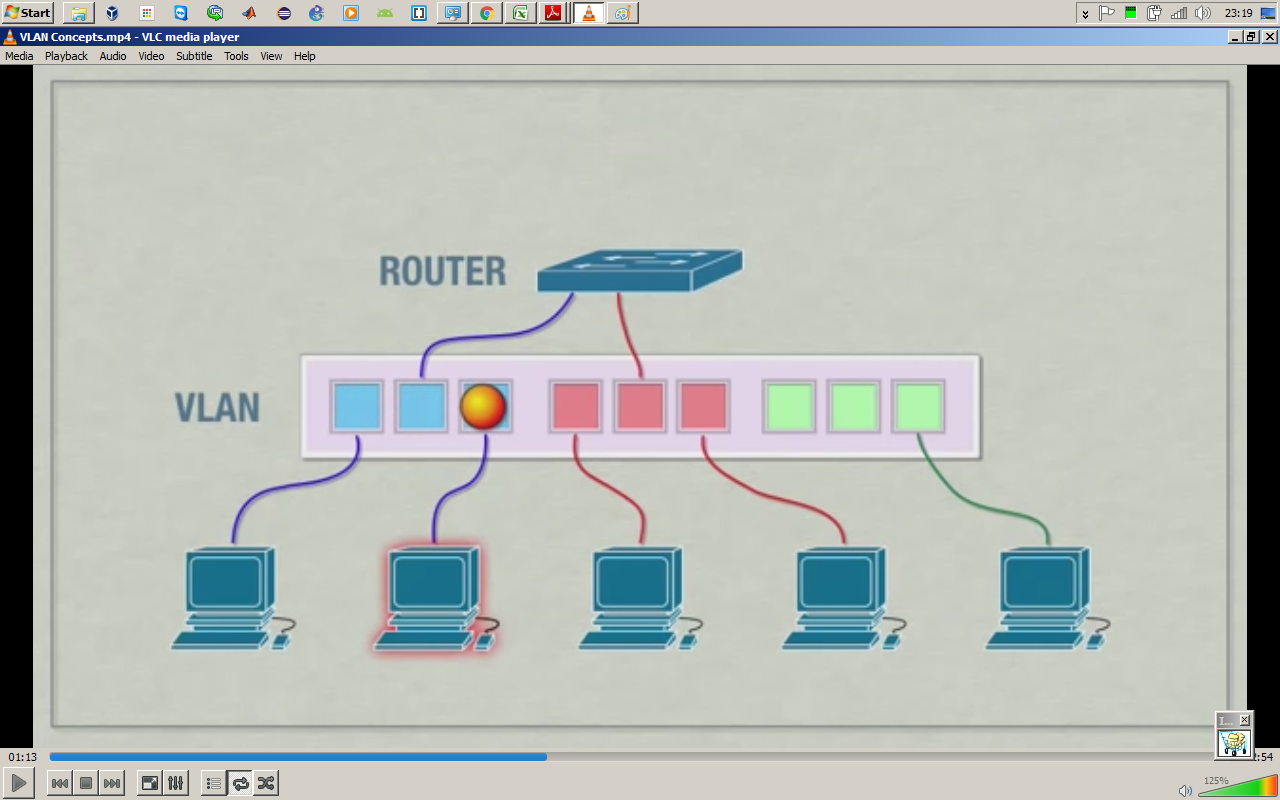 Start
23:19
VLAN Concepts.mp4 - VLC media player
Media Playback Audio Video Subtitle Tools View Help
ROUTER
VLAN
I...
01:13
:54
125%